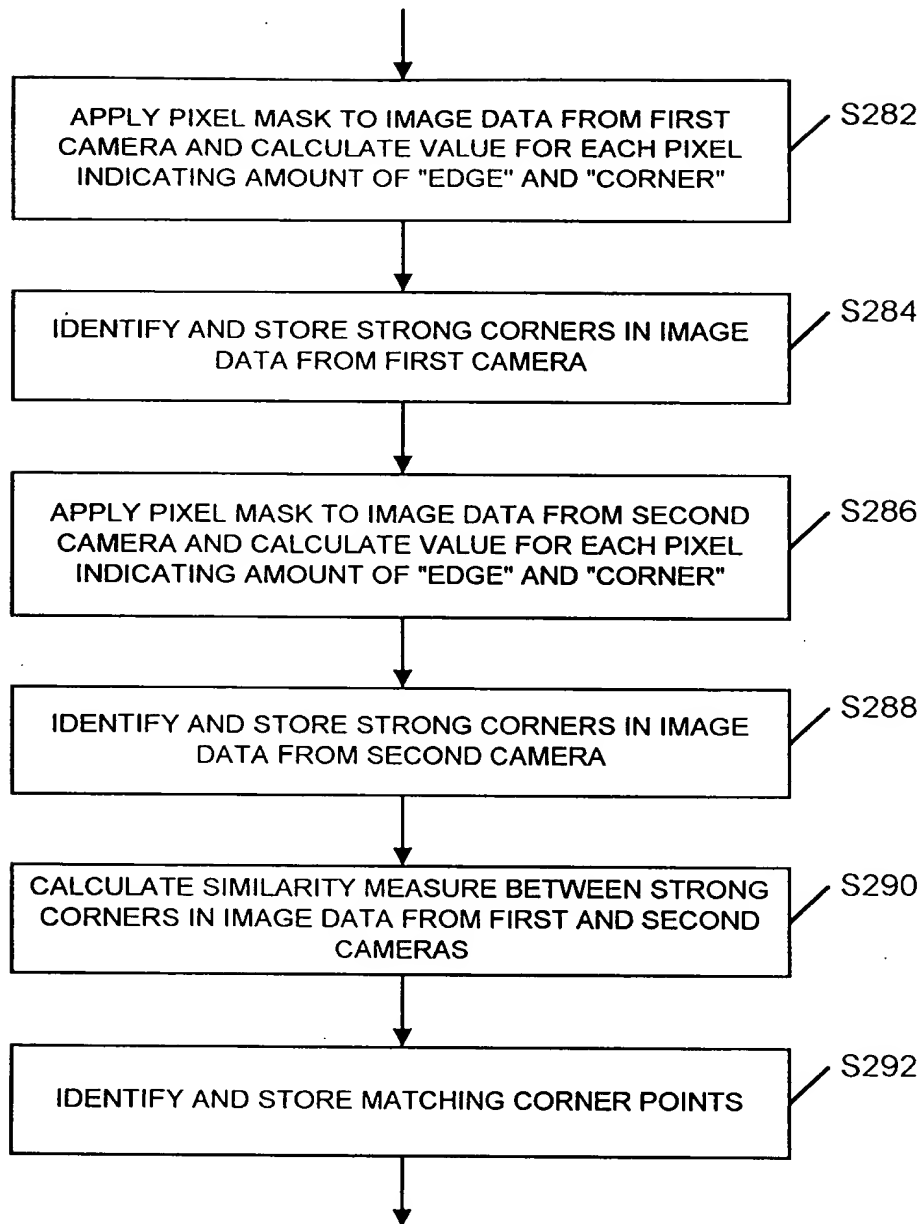 APPLY PIXEL MASK TO IMAGE DATA FROM FIRST
CAMERA AND CALCULATE VALUE FOR EACH PIXEL
INDICATING AMOUNT OF "EDGE" AND "CORNER"
S282
IDENTIFY AND STORE STRONG CORNERS IN IMAGE
DATA FROM FIRST CAMERA
S284
APPLY PIXEL MASK TO IMAGE DATA FROM SECOND
CAMERA AND CALCULATE VALUE FOR EACH PIXEL
INDICATING AMOUNT OF "EDGE" AND "CORNER"
S286
IDENTIFY AND STORE STRONG CORNERS IN IMAGE
DATA FROM SECOND CAMERA
S288
CALCULATE SIMILARITY MEASURE BETWEEN STRONG
CORNERS IN IMAGE DATA FROM FIRST AND SECOND
CAMERAS
S290
IDENTIFY AND STORE MATCHING CORNER POINTS
S292